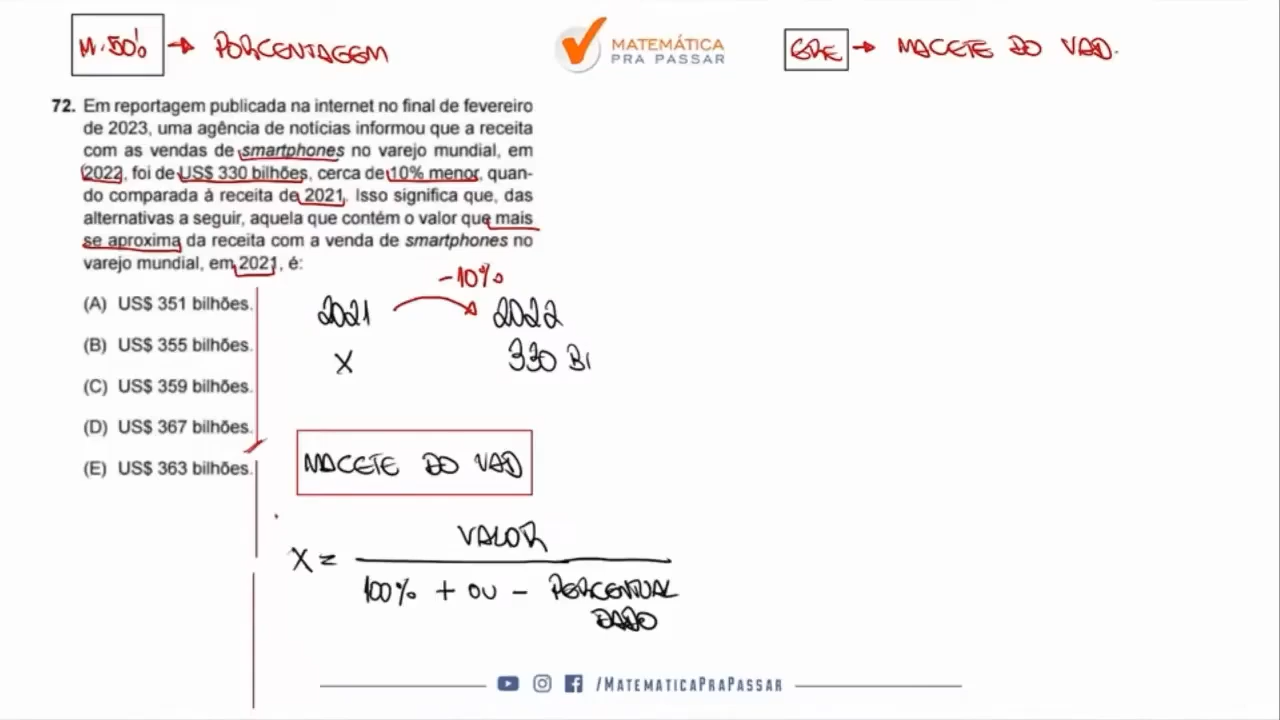 M.50% → PORCENTAGEM
MATEMÁTICA
PRA PASSAR
GRE → MACETE DO VAD.
72. Em reportagem publicada na internet no final de fevereiro
de 2023, uma agência de notícias informou que a receita
com as vendas de smartphones no varejo mundial, em
2022, foi de US$ 330 bilhões, cerca de 10% menor, quan-
do comparada à receita de 2021. Isso significa que, das
alternativas a seguir, aquela que contém o valor que mais
se aproxima da receita com a venda de smartphones no
varejo mundial, em 2021, é:
(A) US$ 351 bilhões.
(B) US$ 355 bilhões.
(C) US$ 359 bilhões.
(D) US$ 367 bilhões.
(E) US$ 363 bilhões.
-10%
2021 2022
X 330 BI
MACETE DO VAD
VALOR
X =
100% + OU - PERCENTUAL
DADO
/MATEMATICAPRAPASSAR